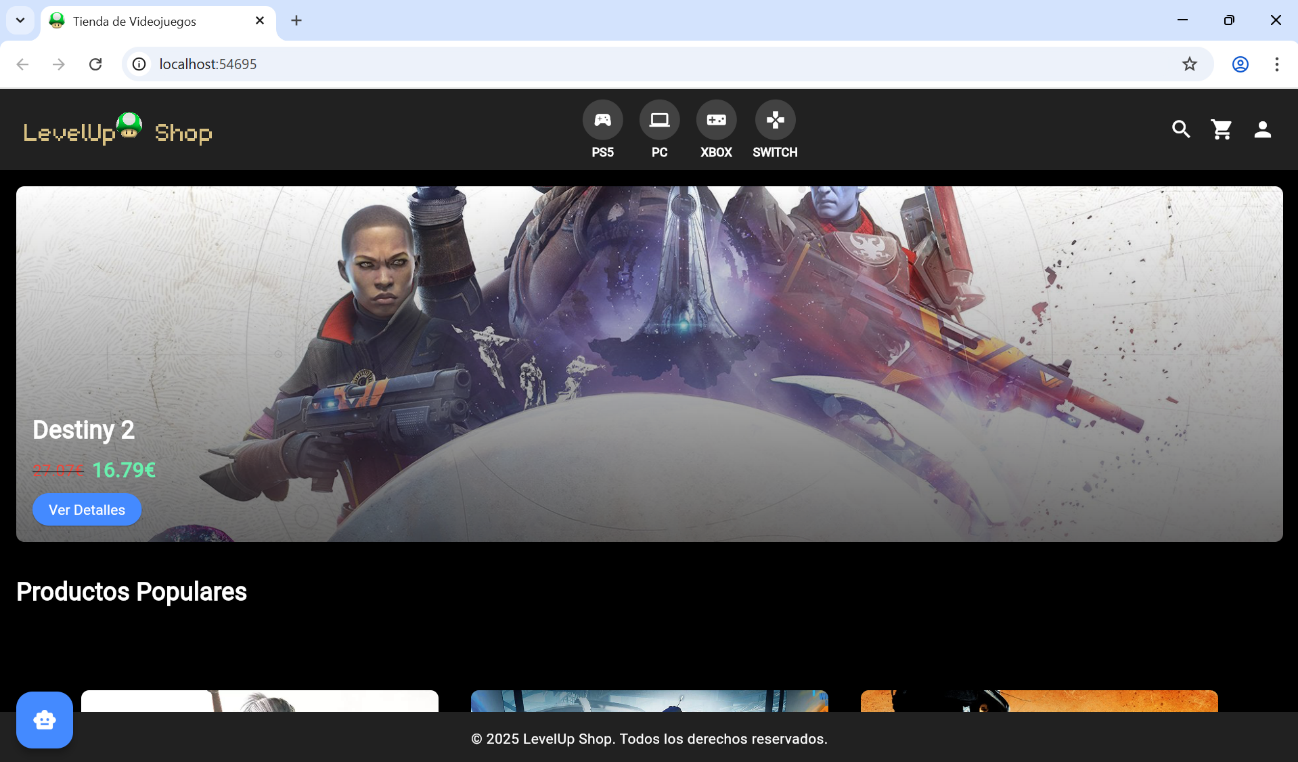 Tienda de Videojuegos
localhost:54695
LevelUp Shop
PS5 PC XBOX SWITCH
Destiny 2
16.79€
Ver Detalles
Productos Populares
© 2025 LevelUp Shop. Todos los derechos reservados.